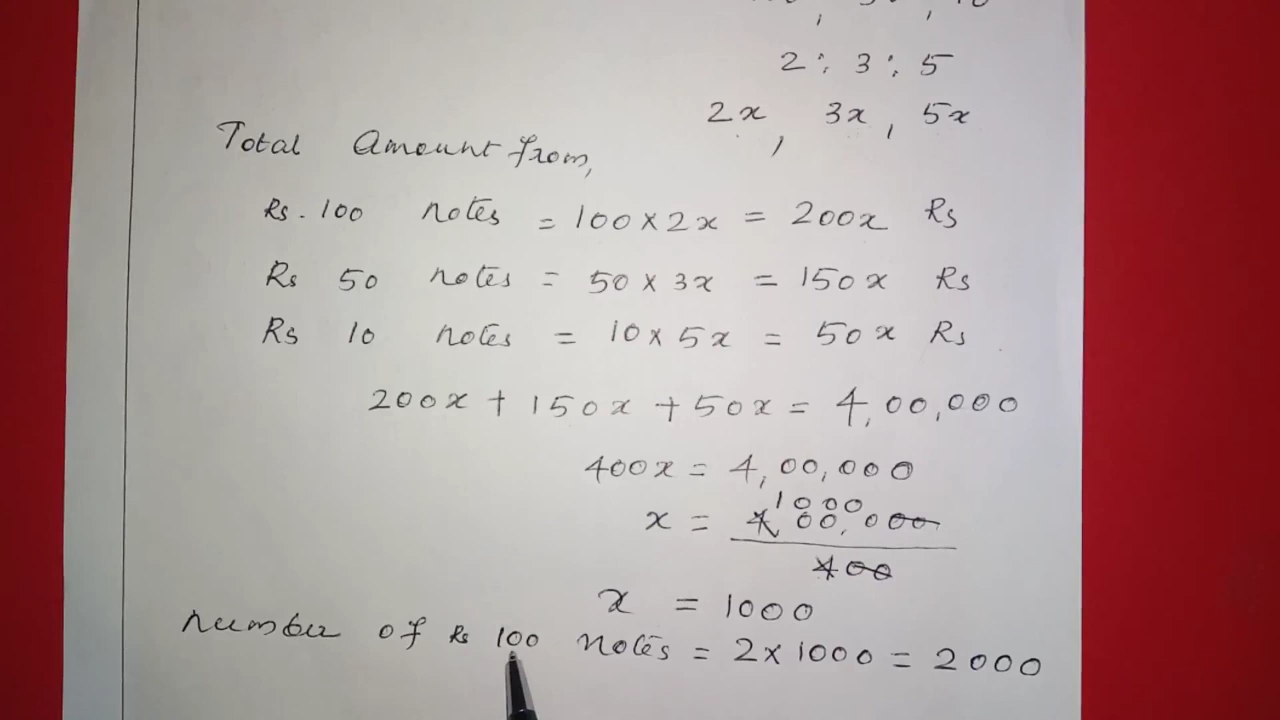 2 : 3 : 5
2x , 3x , 5x
Total Amount from,
Rs. 100 notes = 100 × 2x = 200x Rs
Rs 50 notes = 50 × 3x = 150x Rs
Rs 10 notes = 10 × 5x = 50x Rs
200x + 150x + 50x = 4,00,000
400x = 4,00,000
1000
x = 4,00,000
400
x = 1000
Number of Rs 100 notes = 2 × 1000 = 2000